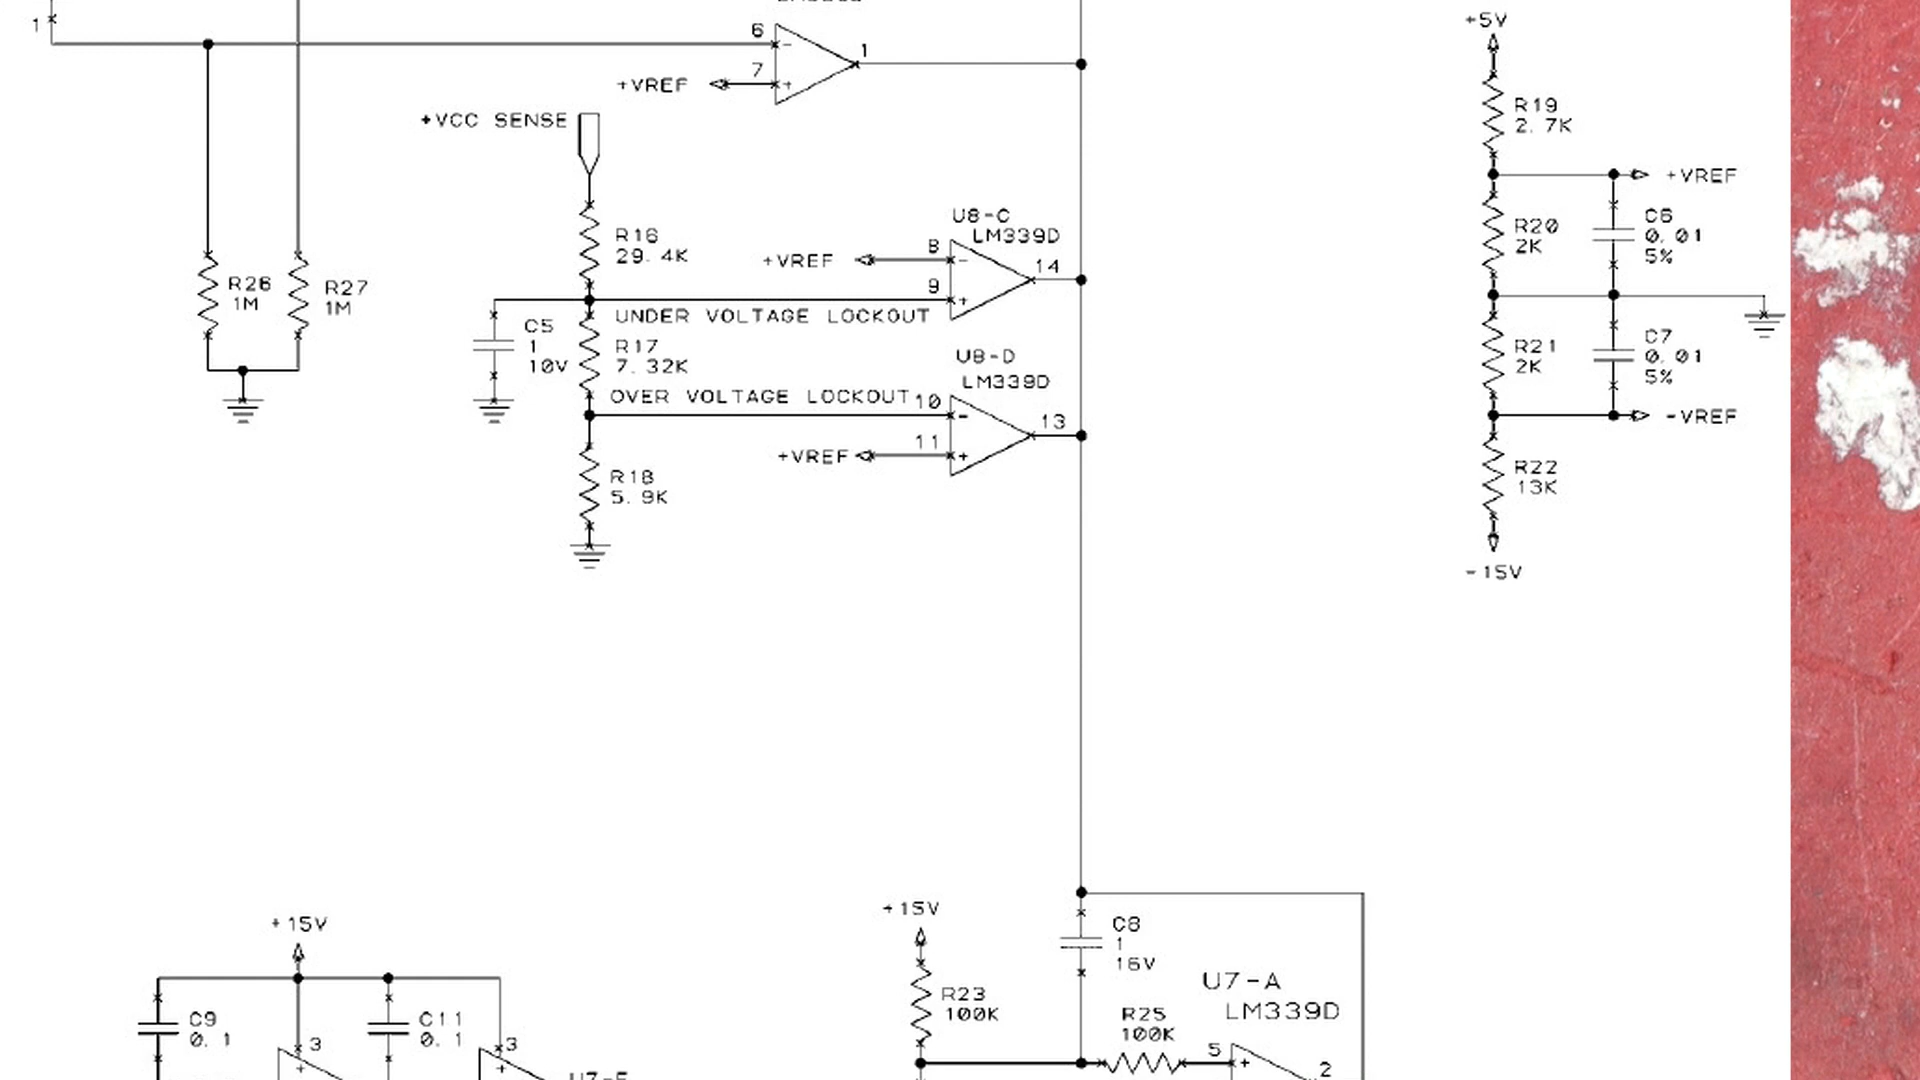 1
6
1
7
+VREF
+VCC SENSE
+5V
R19
2.7K
+VREF
R16
29.4K
U8-C
LM339D
+VREF
8
14
9
UNDER VOLTAGE LOCKOUT
R20
2K
C6
0.01
5%
R26
1M
R27
1M
C5
1
10V
R17
7.32K
U8-D
LM339D
OVER VOLTAGE LOCKOUT
10
13
11
+VREF
R21
2K
C7
0.01
5%
-VREF
R18
5.9K
R22
13K
-15V
+15V
C9
0.1
3
C11
0.1
3
+15V
R23
100K
C8
1
16V
R25
100K
U7-A
LM339D
5
2